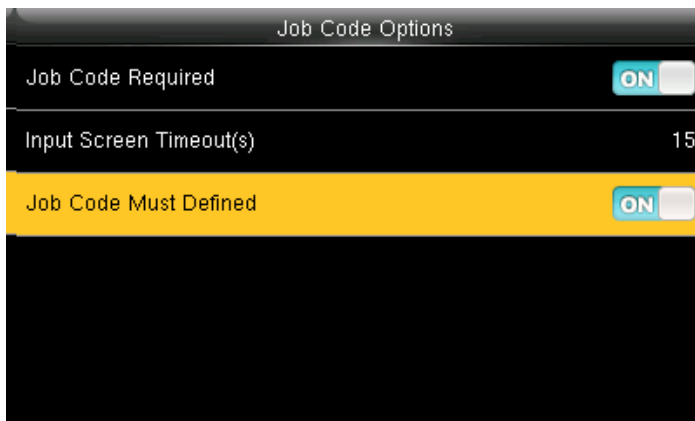 Job Code Options
Job Code Required ON
Input Screen Timeout(s) 15
Job Code Must Defined ON